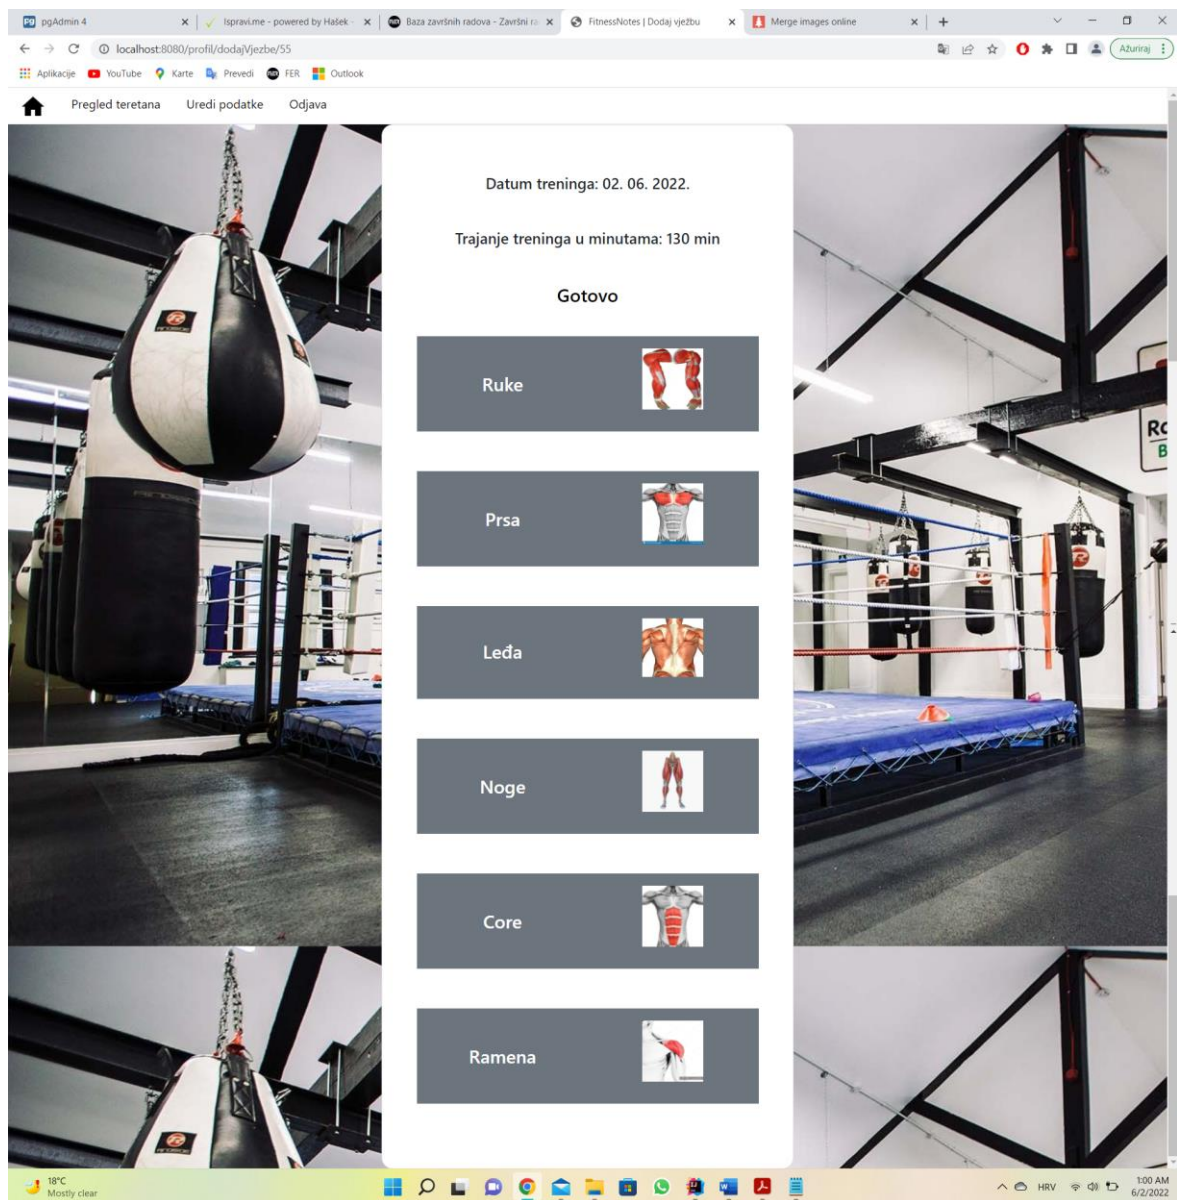 pgAdmin 4
Ispravi.me - powered by Hašek -
Baza završnih radova - Završni ra
FitnessNotes | Dodaj vježbu
Merge images online
localhost:8080/profil/dodajVjezbe/55
Ažuriraj
Aplikacije
YouTube
Karte
Prevedi
FER
Outlook
Pregled teretana
Uredi podatke
Odjava
Datum treninga: 02. 06. 2022.
Trajanje treninga u minutama: 130 min
Gotovo
Ruke
Prsa
Leđa
Noge
Core
Ramena
18°C
Mostly clear
HRV
1:00 AM
6/2/2022